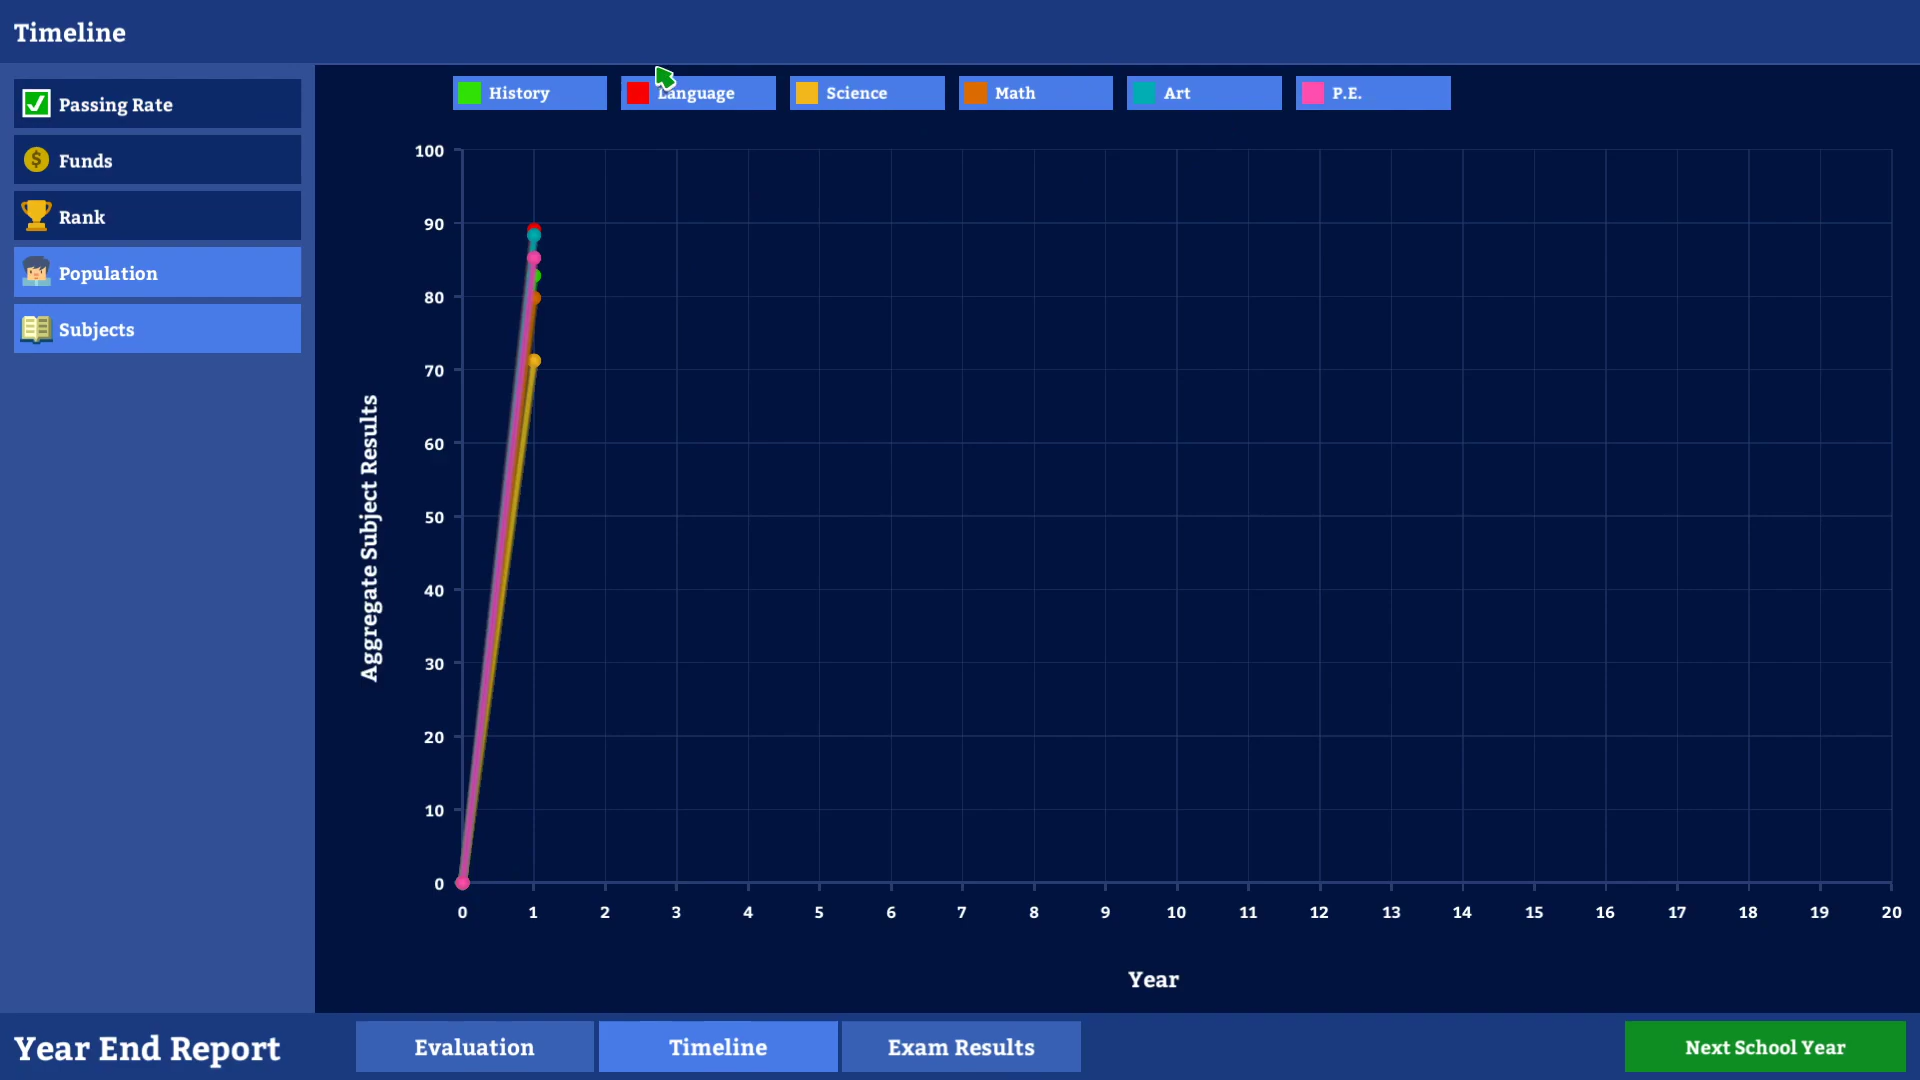 Timeline
Passing Rate
Funds
Rank
Population
Subjects
History Language Science Math Art P.E.
100
90
80
70
60
50
40
30
20
10
0
Aggregate Subject Results
0 1 2 3 4 5 6 7 8 9 10 11 12 13 14 15 16 17 18 19 20
Year
Year End Report
Evaluation Timeline Exam Results Next School Year